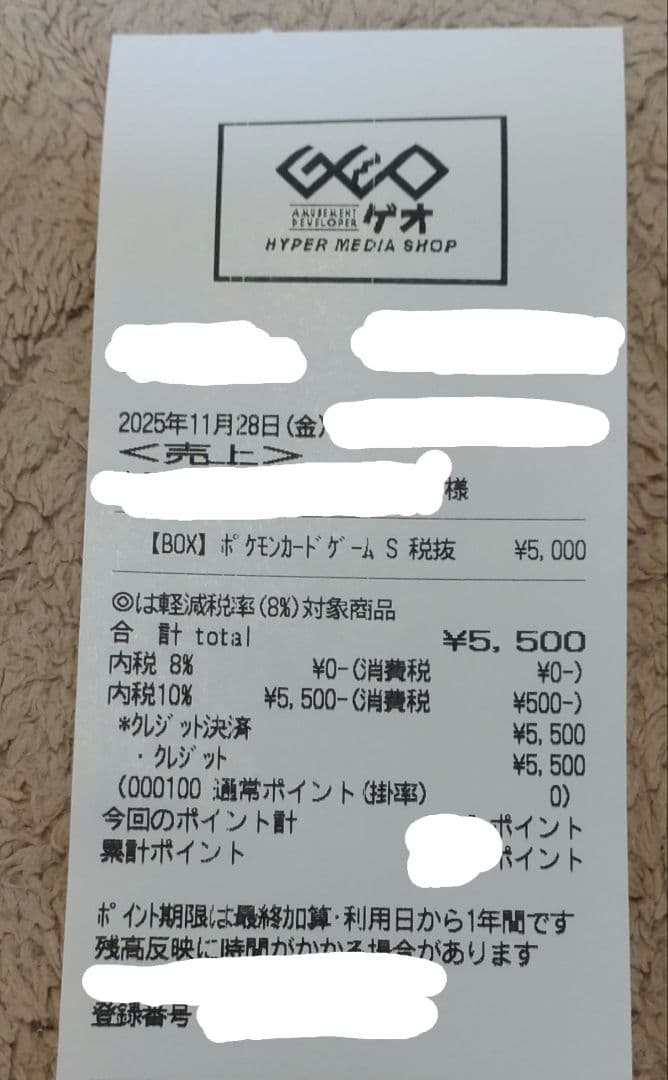 GEO
AMUSEMENT DEVELOPER ゲオ
HYPER MEDIA SHOP
2025年11月28日(金)
＜売上＞
様
【BOX】ポケモンカードゲーム S 税抜 ¥5,000
◎は軽減税率(8%)対象商品
合 計 total ¥5,500
内税 8% ¥0-(消費税 ¥0-)
内税10% ¥5,500-(消費税 ¥500-)
*クレジット決済 ¥5,500
・クレジット ¥5,500
(000100 通常ポイント(掛率) 0)
今回のポイント計 ポイント
累計ポイント ポイント
ポイント期限は最終加算・利用日から1年間です
残高反映に時間がかかる場合があります
登録番号